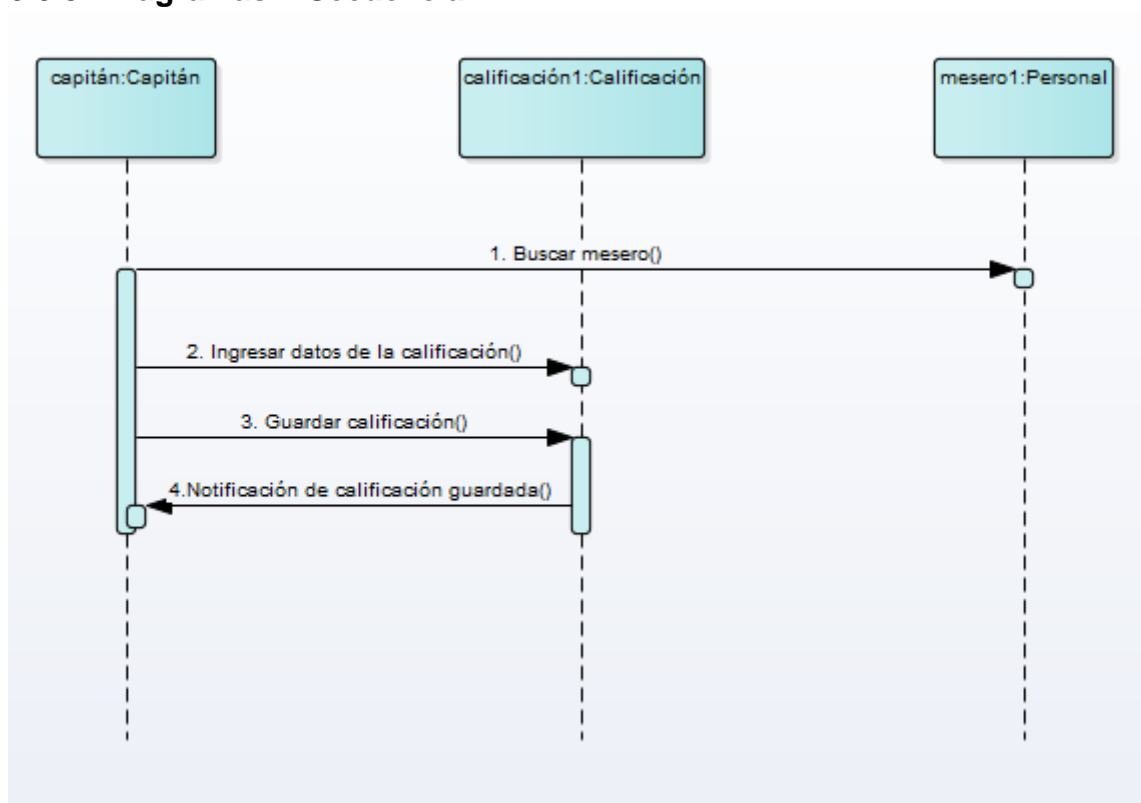 capitán:Capitán
calificación1:Calificación
mesero1:Personal
1. Buscar mesero()
2. Ingresar datos de la calificación()
3. Guardar calificación()
4.Notificación de calificación guardada()